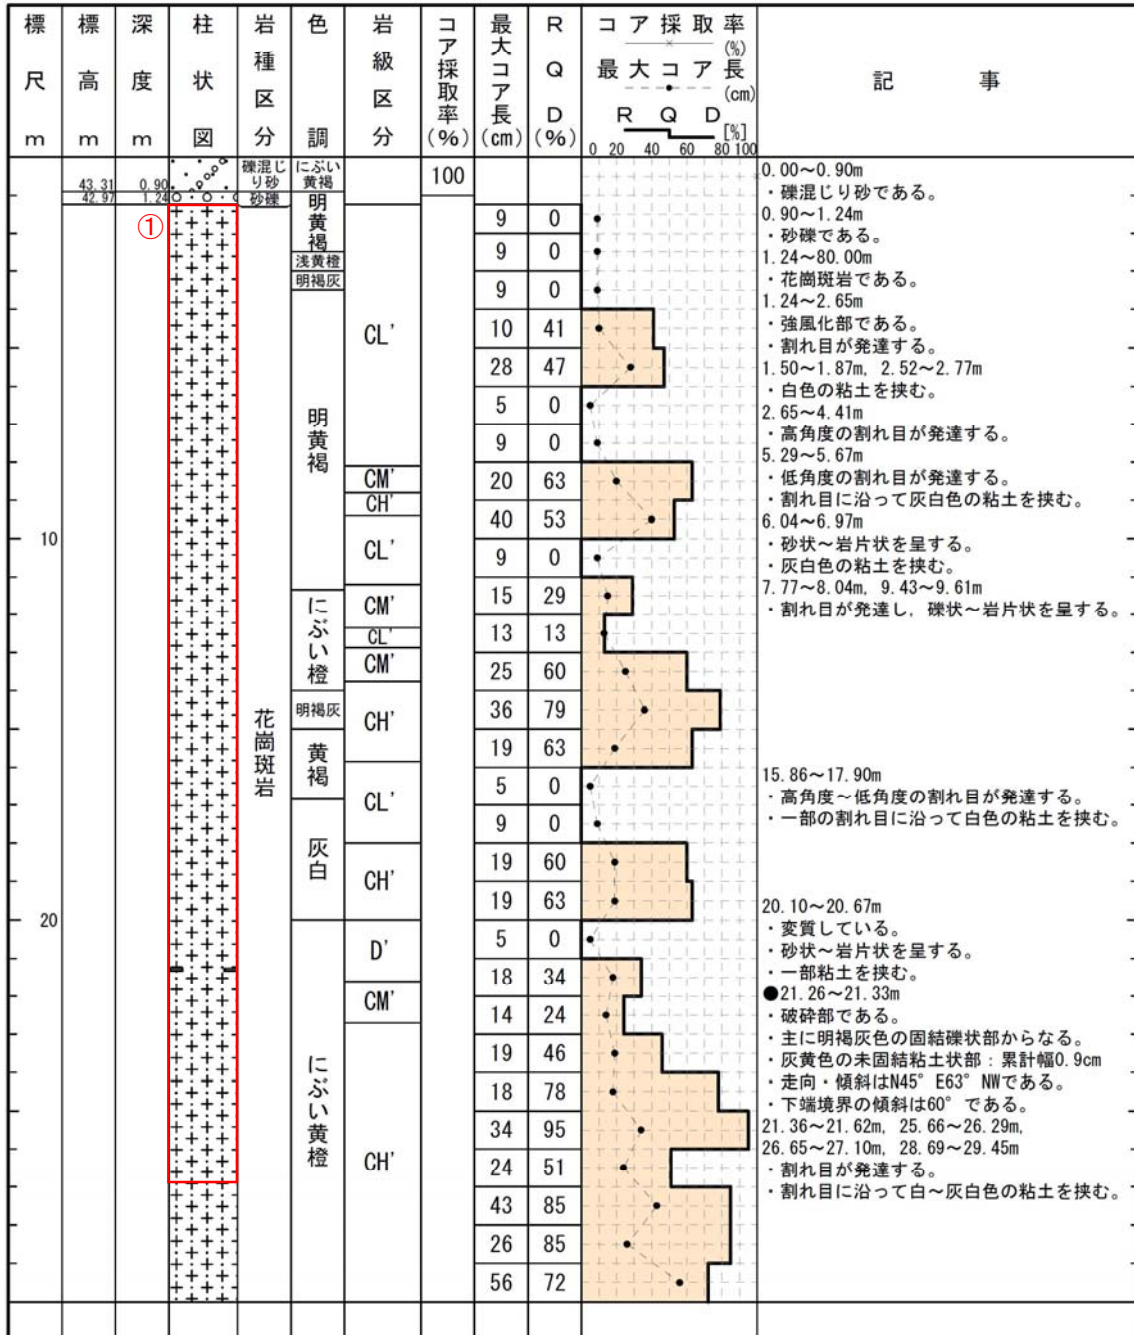 標尺m
標高m
深度m
柱状図
岩種区分
色調
岩級区分
コア採取率(%)
最大コア長(cm)
RQD(%)
コア採取率(%)
最大コア長(cm)
RQD[%]
0 20 40 60 80 100
記事
43.31 0.90
42.97 1.24
礫混じり砂
砂礫
花崗斑岩
にぶい黄褐
明黄褐
浅黄橙
明褐灰
明黄褐
にぶい橙
明褐灰
黄褐
灰白
にぶい黄橙
①
10
20
CL'
CM'
CH'
CL'
CM'
CL'
CM'
CH'
CL'
CH'
D'
CM'
CH'
100
9 0
9 0
9 0
10 41
28 47
5 0
9 0
20 63
40 53
9 0
15 29
13 13
25 60
36 79
19 63
5 0
9 0
19 60
19 63
5 0
18 34
14 24
19 46
18 78
34 95
24 51
43 85
26 85
56 72
0.00～0.90m
・礫混じり砂である。
0.90～1.24m
・砂礫である。
1.24～80.00m
・花崗斑岩である。
1.24～2.65m
・強風化部である。
・割れ目が発達する。
1.50～1.87m, 2.52～2.77m
・白色の粘土を挟む。
2.65～4.41m
・高角度の割れ目が発達する。
5.29～5.67m
・低角度の割れ目が発達する。
・割れ目に沿って灰白色の粘土を挟む。
6.04～6.97m
・砂状～岩片状を呈する。
・灰白色の粘土を挟む。
7.77～8.04m, 9.43～9.61m
・割れ目が発達し, 礫状～岩片状を呈する。
15.86～17.90m
・高角度～低角度の割れ目が発達する。
・一部の割れ目に沿って白色の粘土を挟む。
20.10～20.67m
・変質している。
・砂状～岩片状を呈する。
・一部粘土を挟む。
●21.26～21.33m
・破砕部である。
・主に明褐灰色の固結礫状部からなる。
・灰黄色の未固結粘土状部：累計幅0.9cm
・走向・傾斜はN45°E63°NWである。
・下端境界の傾斜は60°である。
21.36～21.62m, 25.66～26.29m,
26.65～27.10m, 28.69～29.45m
・割れ目が発達する。
・割れ目に沿って白～灰白色の粘土を挟む。